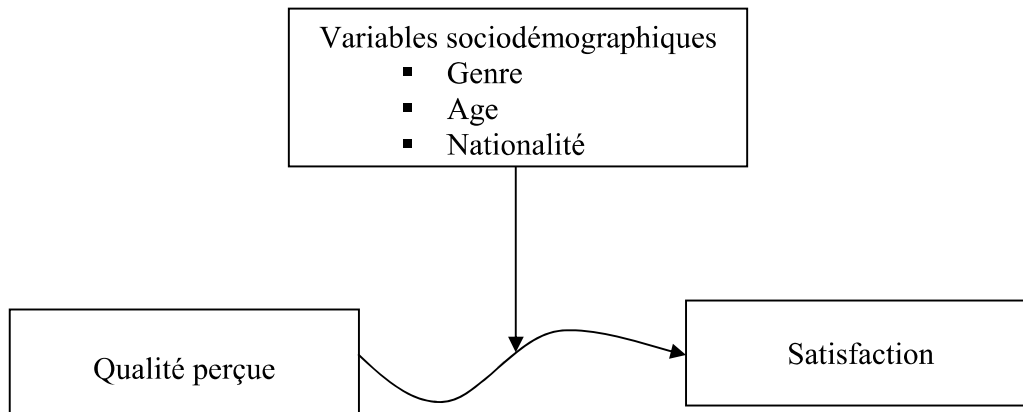 Variables sociodémographiques
▪ Genre
▪ Age
▪ Nationalité
Qualité perçue
Satisfaction